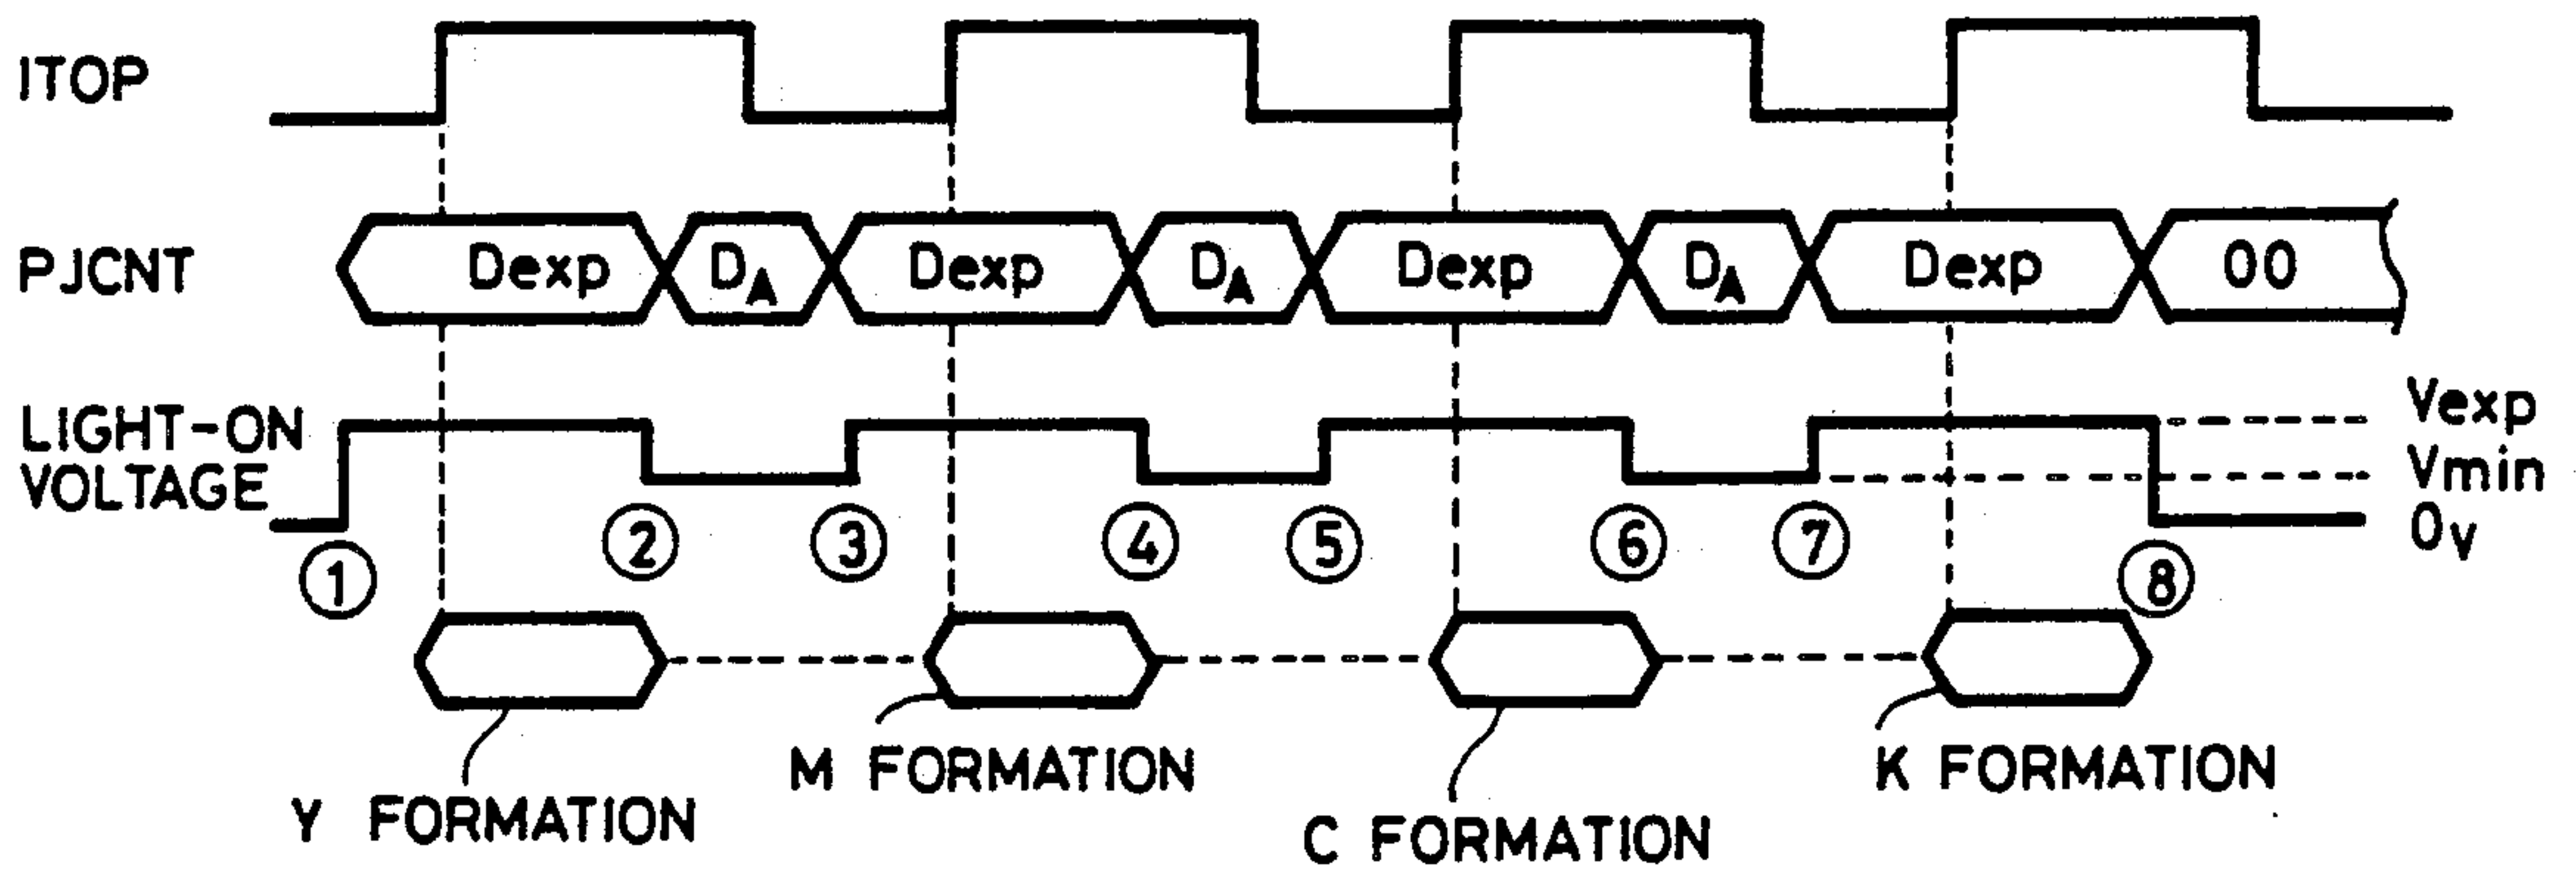 ITOP
PJCNT
Dexp DA Dexp DA Dexp DA Dexp 00
LIGHT-ON
VOLTAGE
Vexp
Vmin
0v
① ② ③ ④ ⑤ ⑥ ⑦ ⑧
Y FORMATION
M FORMATION
C FORMATION
K FORMATION